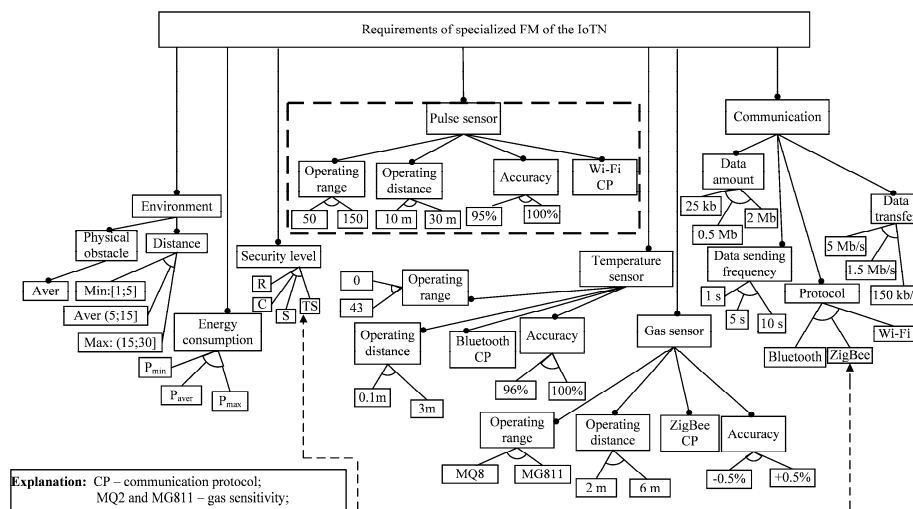 Requirements of specialized FM of the IoTN
Pulse sensor
Operating
range
50
150
Operating
distance
10 m
30 m
Accuracy
95%
100%
Wi-Fi
CP
Communication
Data
amount
25 kb
0.5 Mb
2 Mb
Data
transfer
5 Mb/s
1.5 Mb/s
150 kb/
Data sending
frequency
1 s
5 s
10 s
Protocol
Bluetooth
ZigBee
Wi-Fi
Environment
Physical
obstacle
Aver
Distance
Min:[1;5]
Aver (5;15]
Max: (15;30]
Energy
consumption
Pmin
Paver
Pmax
Security level
R
C
S
TS
Temperature
sensor
Operating
range
0
43
Operating
distance
0.1m
3m
Bluetooth
CP
Accuracy
96%
100%
Gas sensor
Operating
range
MQ8
MG811
Operating
distance
2 m
6 m
ZigBee
CP
Accuracy
-0.5%
+0.5%
Explanation: CP – communication protocol;
MQ2 and MG811 – gas sensitivity;